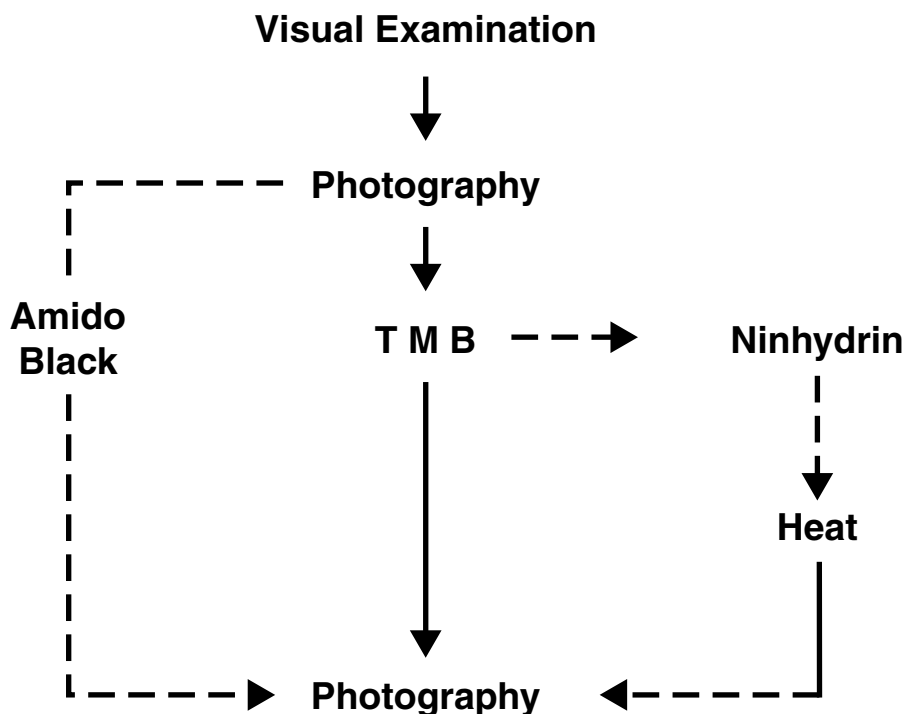 Visual Examination
Photography
Amido
Black
T M B
Ninhydrin
Heat
Photography